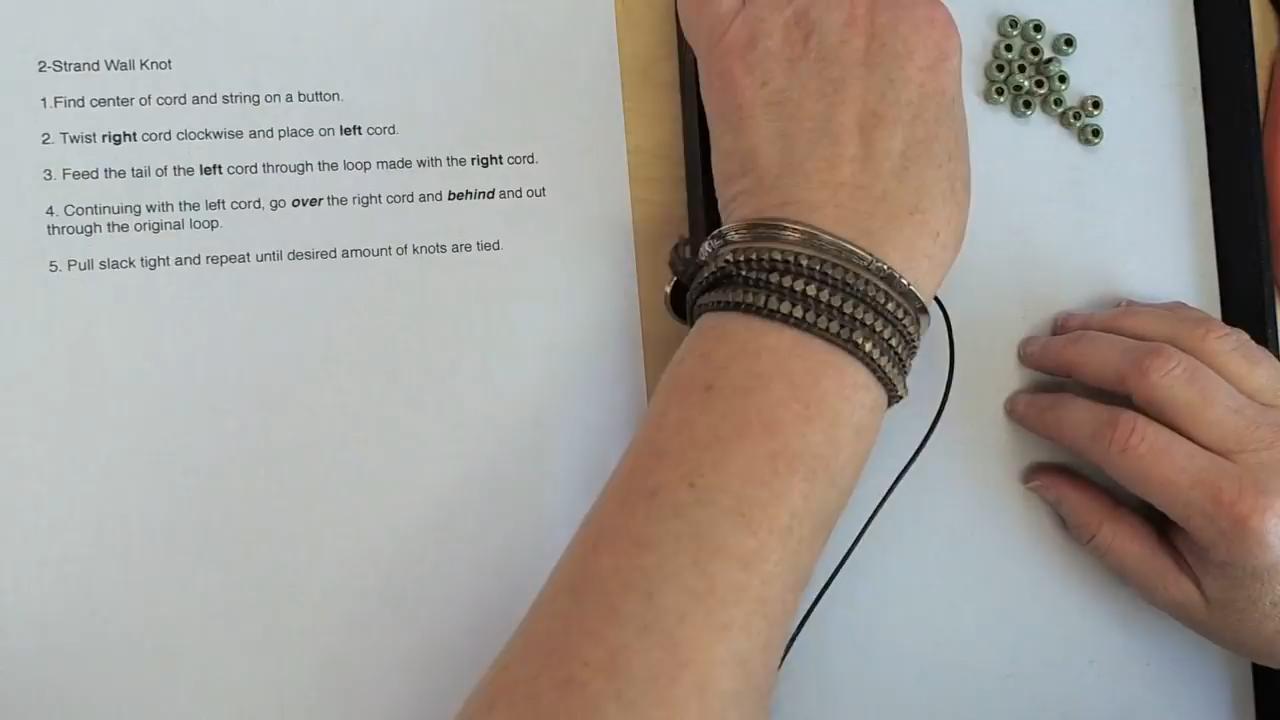 2-Strand Wall Knot
1.Find center of cord and string on a button.
2. Twist right cord clockwise and place on left cord.
3. Feed the tail of the left cord through the loop made with the right cord.
4. Continuing with the left cord, go over the right cord and behind and out
through the original loop.
5. Pull slack tight and repeat until desired amount of knots are tied.